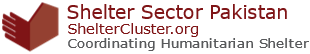 Shelter Sector Pakistan
ShelterCluster.org
Coordinating Humanitarian Shelter